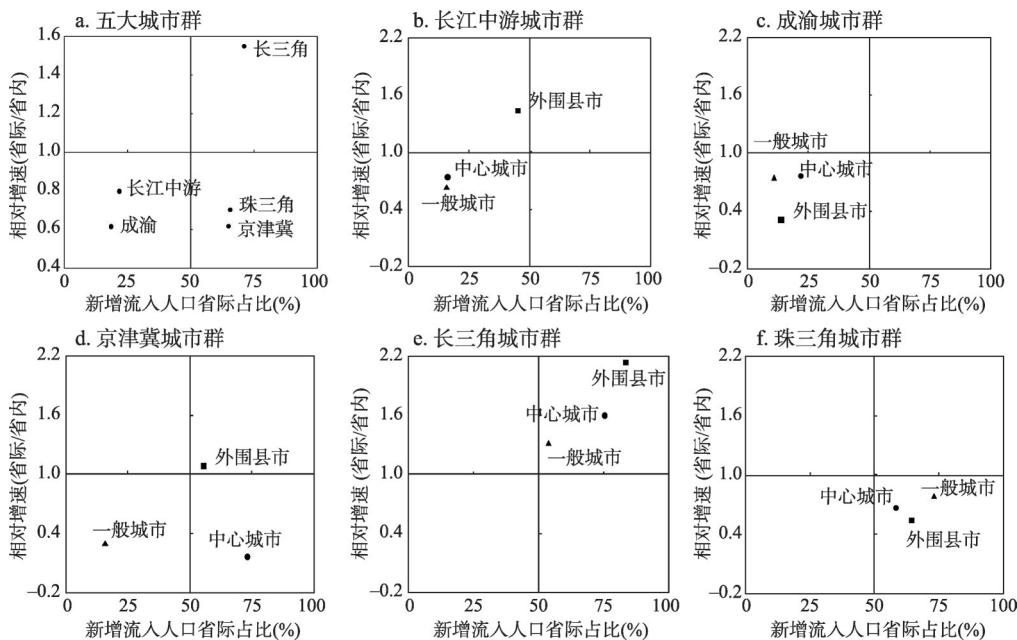 a. 五大城市群
相对增速(省际/省内)
1.6
1.4
1.2
1.0
0.8
0.6
0.4
长三角
长江中游
珠三角
成渝
京津冀
0
25
50
75
100
新增流入人口省际占比(%)
b. 长江中游城市群
相对增速(省际/省内)
2.2
1.6
1.0
0.4
–0.2
外围县市
中心城市
一般城市
0
25
50
75
100
新增流入人口省际占比(%)
c. 成渝城市群
相对增速(省际/省内)
2.2
1.6
1.0
0.4
–0.2
一般城市
中心城市
外围县市
0
25
50
75
100
新增流入人口省际占比(%)
d. 京津冀城市群
相对增速(省际/省内)
2.2
1.6
1.0
0.4
–0.2
外围县市
一般城市
中心城市
0
25
50
75
100
新增流入人口省际占比(%)
e. 长三角城市群
相对增速 (省际/省内)
2.2
1.6
1.0
0.4
–0.2
外围县市
中心城市
一般城市
0
25
50
75
100
新增流入人口省际占比(%)
f. 珠三角城市群
相对增速 (省际/省内)
2.2
1.6
1.0
0.4
–0.2
中心城市
一般城市
外围县市
0
25
50
75
100
新增流入人口省际占比(%)